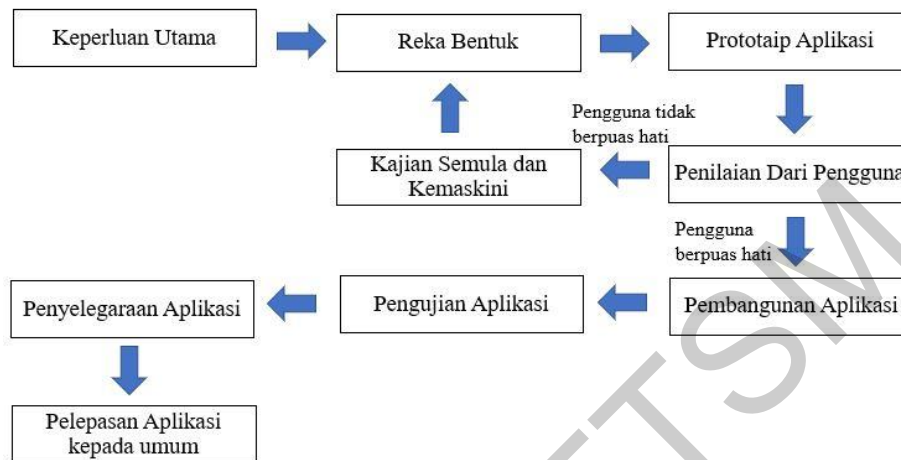 Keperluan Utama
Reka Bentuk
Prototaip Aplikasi
Pengguna tidak
berpuas hati
Kajian Semula dan
Kemaskini
Penilaian Dari Pengguna
Pengguna
berpuas hati
Penyelegaraan Aplikasi
Pengujian Aplikasi
Pembangunan Aplikasi
Pelepasan Aplikasi
kepada umum
FTSM